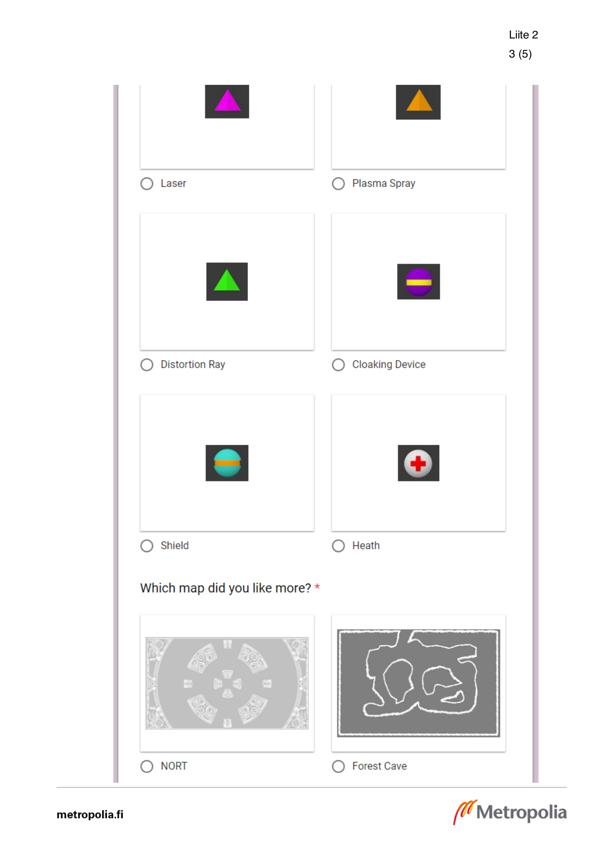 Liite 2
3 (5)
Laser
Plasma Spray
Distortion Ray
Cloaking Device
Shield
Heath
Which map did you like more? *
NORT
Forest Cave
metropolia.fi
Metropolia